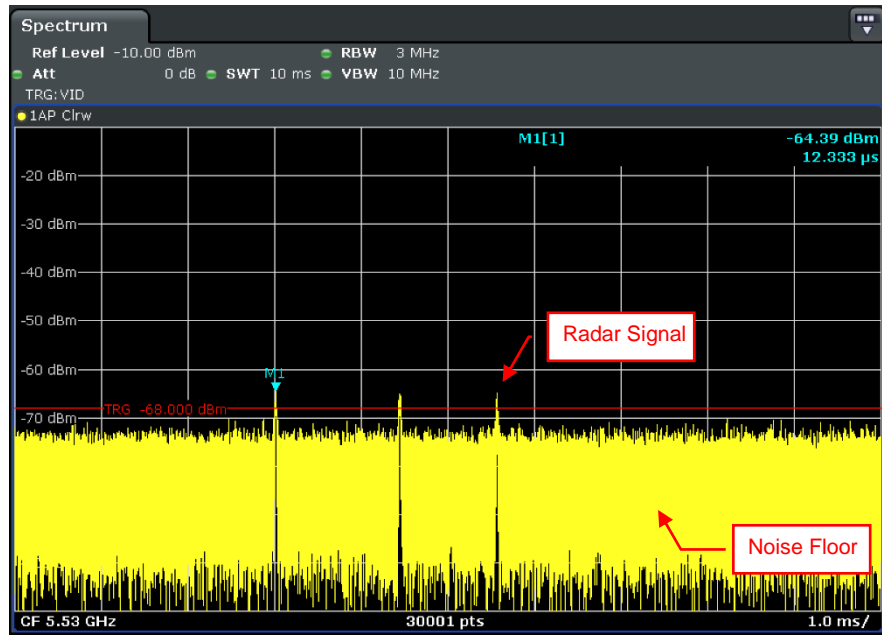 Spectrum
Ref Level -10.00 dBm RBW 3 MHz
Att 0 dB SWT 10 ms VBW 10 MHz
TRG:VID
1AP Clrw
M1[1] -64.39 dBm
12.333 µs
-20 dBm
-30 dBm
-40 dBm
-50 dBm
Radar Signal
-60 dBm
M1
TRG -68.000 dBm
-70 dBm
Noise Floor
CF 5.53 GHz 30001 pts 1.0 ms/